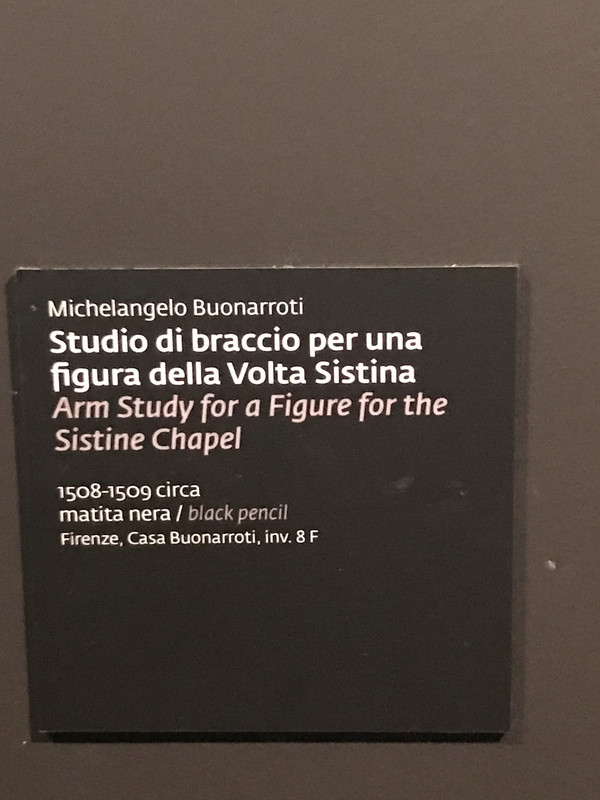 Michelangelo Buonarroti
Studio di braccio per una
figura della Volta Sistina
Arm Study for a Figure for the
Sistine Chapel
1508-1509 circa
matita nera / black pencil
Firenze, Casa Buonarroti, inv. 8 F